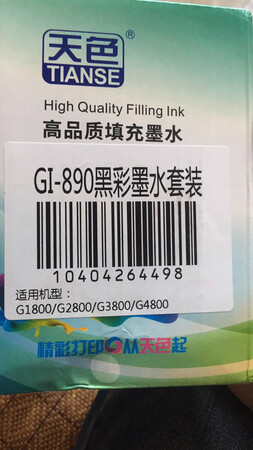 天色®
TIANSE
High Quality Filling Ink
高品质填充墨水
GI-890黑彩墨水套装
10404264498
适用机型：
G1800/G2800/G3800/G4800
精彩打印从天色起